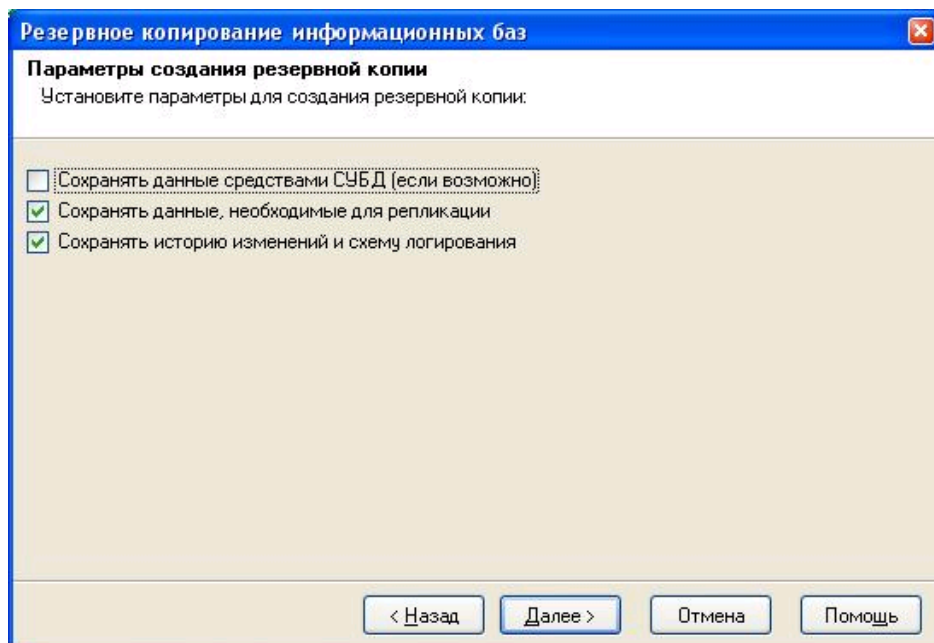 Резервное копирование информационных баз
Параметры создания резервной копии
Установите параметры для создания резервной копии:
Сохранять данные средствами СУБД (если возможно)
Сохранять данные, необходимые для репликации
Сохранять историю изменений и схему логирования
< Назад Далее > Отмена Помощь